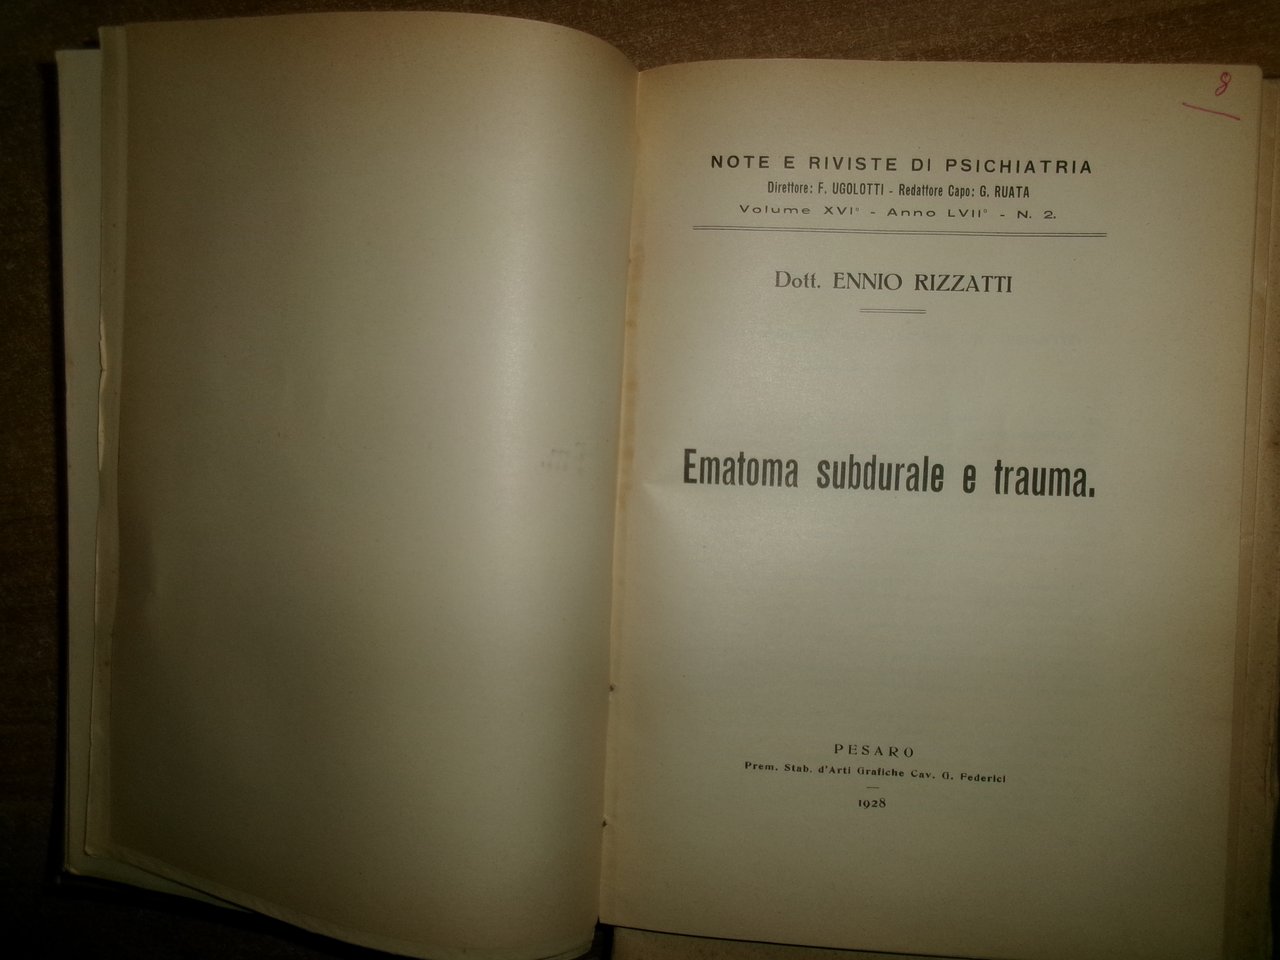 8
NOTE E RIVISTE DI PSICHIATRIA
Direttore: F. UGOLOTTI - Redattore Capo: G. RUATA
Volume XVI° - Anno LVII° - N. 2.
Dott. ENNIO RIZZATTI
Ematoma subdurale e trauma.
PESARO
Prem. Stab. d'Arti Grafiche Cav. G. Federici
1928